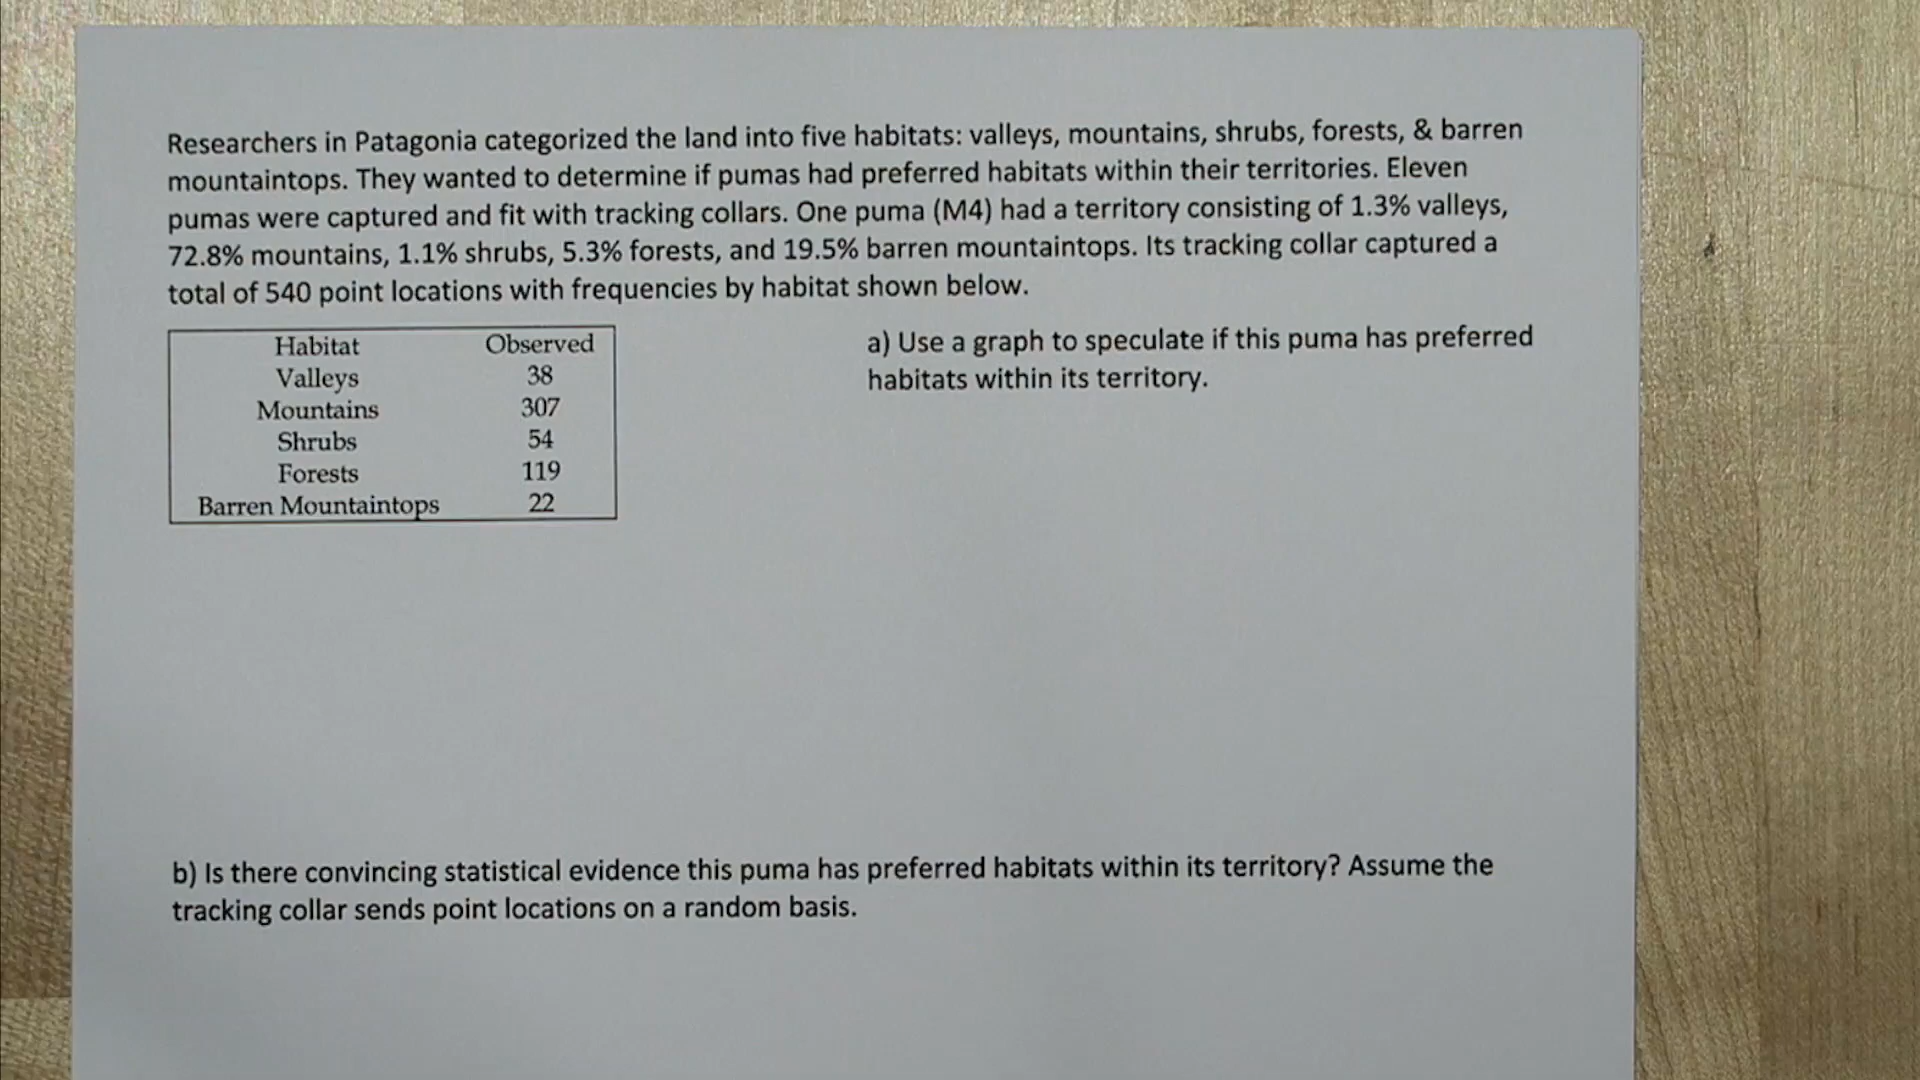 Researchers in Patagonia categorized the land into five habitats: valleys, mountains, shrubs, forests, & barren
mountaintops. They wanted to determine if pumas had preferred habitats within their territories. Eleven
pumas were captured and fit with tracking collars. One puma (M4) had a territory consisting of 1.3% valleys,
72.8% mountains, 1.1% shrubs, 5.3% forests, and 19.5% barren mountaintops. Its tracking collar captured a
total of 540 point locations with frequencies by habitat shown below.
Habitat Observed
Valleys 38
Mountains 307
Shrubs 54
Forests 119
Barren Mountaintops 22
a) Use a graph to speculate if this puma has preferred
habitats within its territory.
b) Is there convincing statistical evidence this puma has preferred habitats within its territory? Assume the
tracking collar sends point locations on a random basis.